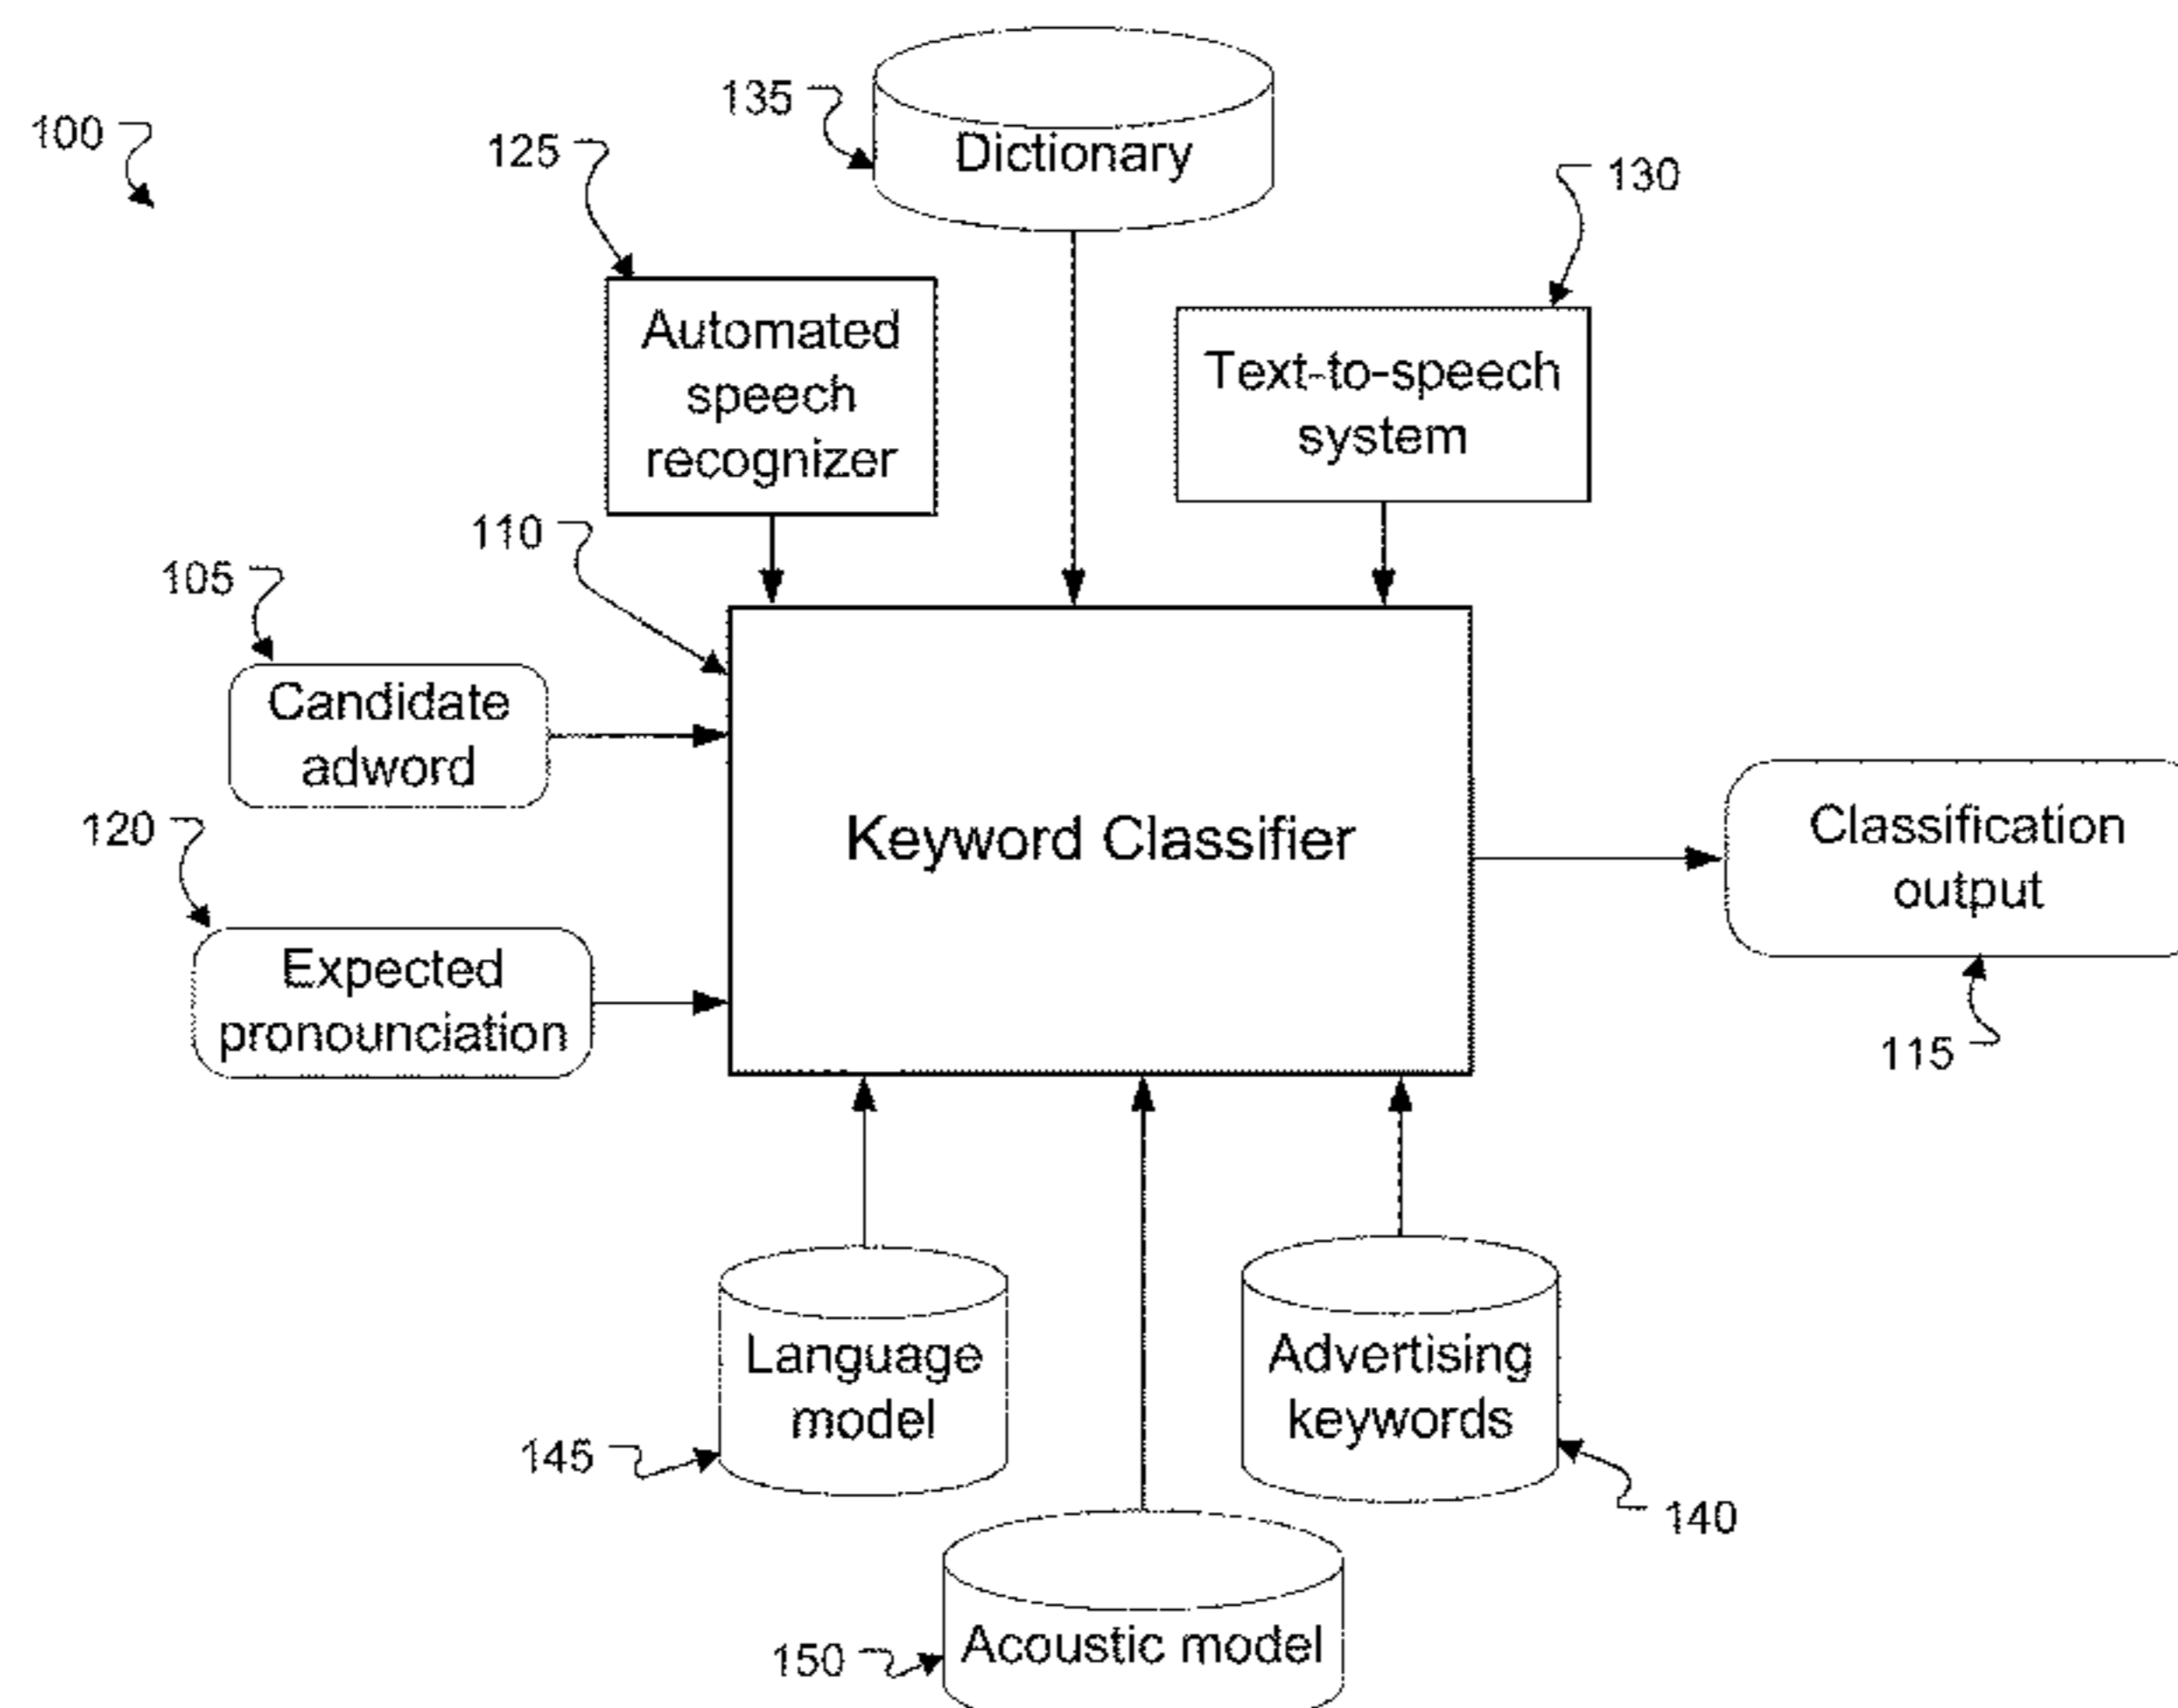 135
100
Dictionary
125
130
Automated
speech
recognizer
Text-to-speech
system
110
105
Candidate
adword
120
Keyword Classifier
Classification
output
Expected
pronounciation
115
Language
model
Advertising
keywords
145
140
Acoustic model
150